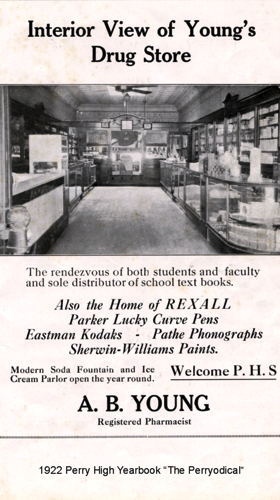 Interior View of Young's
Drug Store
The rendezvous of both students and faculty
and sole distributor of school text books.
Also the Home of REXALL
Parker Lucky Curve Pens
Eastman Kodaks - Pathe Phonographs
Sherwin-Williams Paints.
Modern Soda Fountain and Ice
Cream Parlor open the year round.
Welcome P. H. S
A. B. YOUNG
Registered Pharmacist
1922 Perry High Yearbook "The Perryodical"